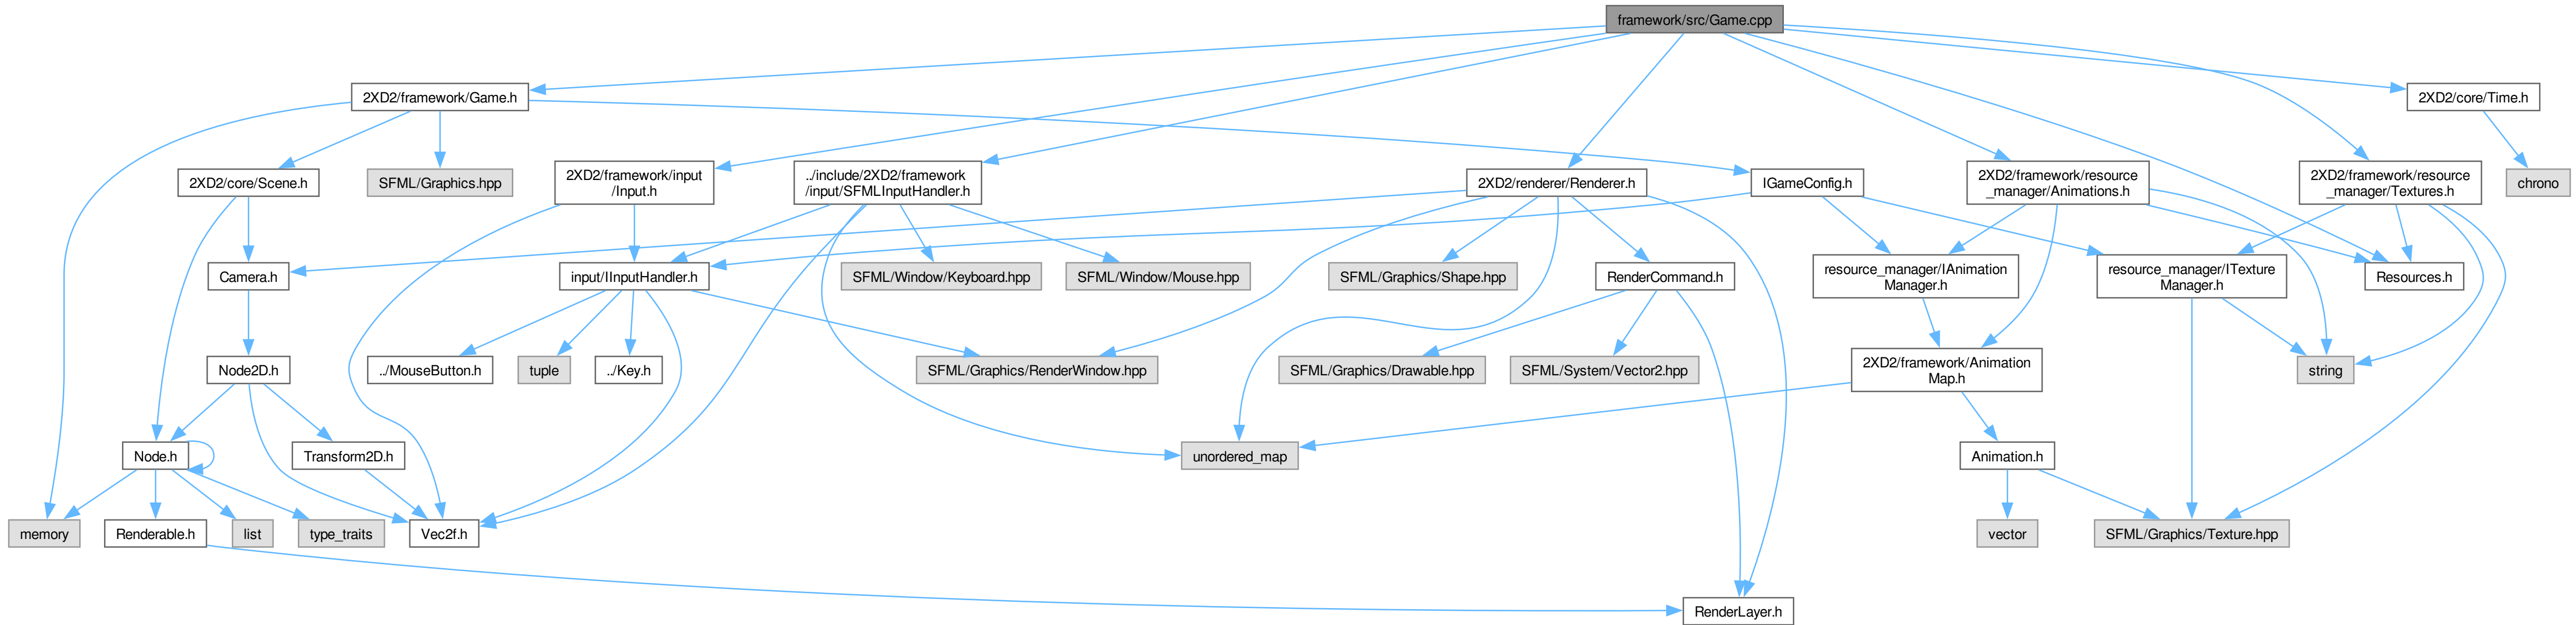 framework/src/Game.cpp
2XD2/framework/Game.h
2XD2/core/Time.h
2XD2/core/Scene.h
SFML/Graphics.hpp
2XD2/framework/input
/Input.h
../include/2XD2/framework
/input/SFMLInputHandler.h
2XD2/renderer/Renderer.h
IGameConfig.h
2XD2/framework/resource
_manager/Animations.h
2XD2/framework/resource
_manager/Textures.h
chrono
Camera.h
input/IInputHandler.h
SFML/Window/Keyboard.hpp
SFML/Window/Mouse.hpp
SFML/Graphics/Shape.hpp
RenderCommand.h
resource_manager/IAnimation
Manager.h
resource_manager/ITexture
Manager.h
Resources.h
Node2D.h
../MouseButton.h
tuple
../Key.h
SFML/Graphics/RenderWindow.hpp
SFML/Graphics/Drawable.hpp
SFML/System/Vector2.hpp
2XD2/framework/Animation
Map.h
string
Node.h
Transform2D.h
unordered_map
Animation.h
memory
Renderable.h
list
type_traits
Vec2f.h
vector
SFML/Graphics/Texture.hpp
RenderLayer.h